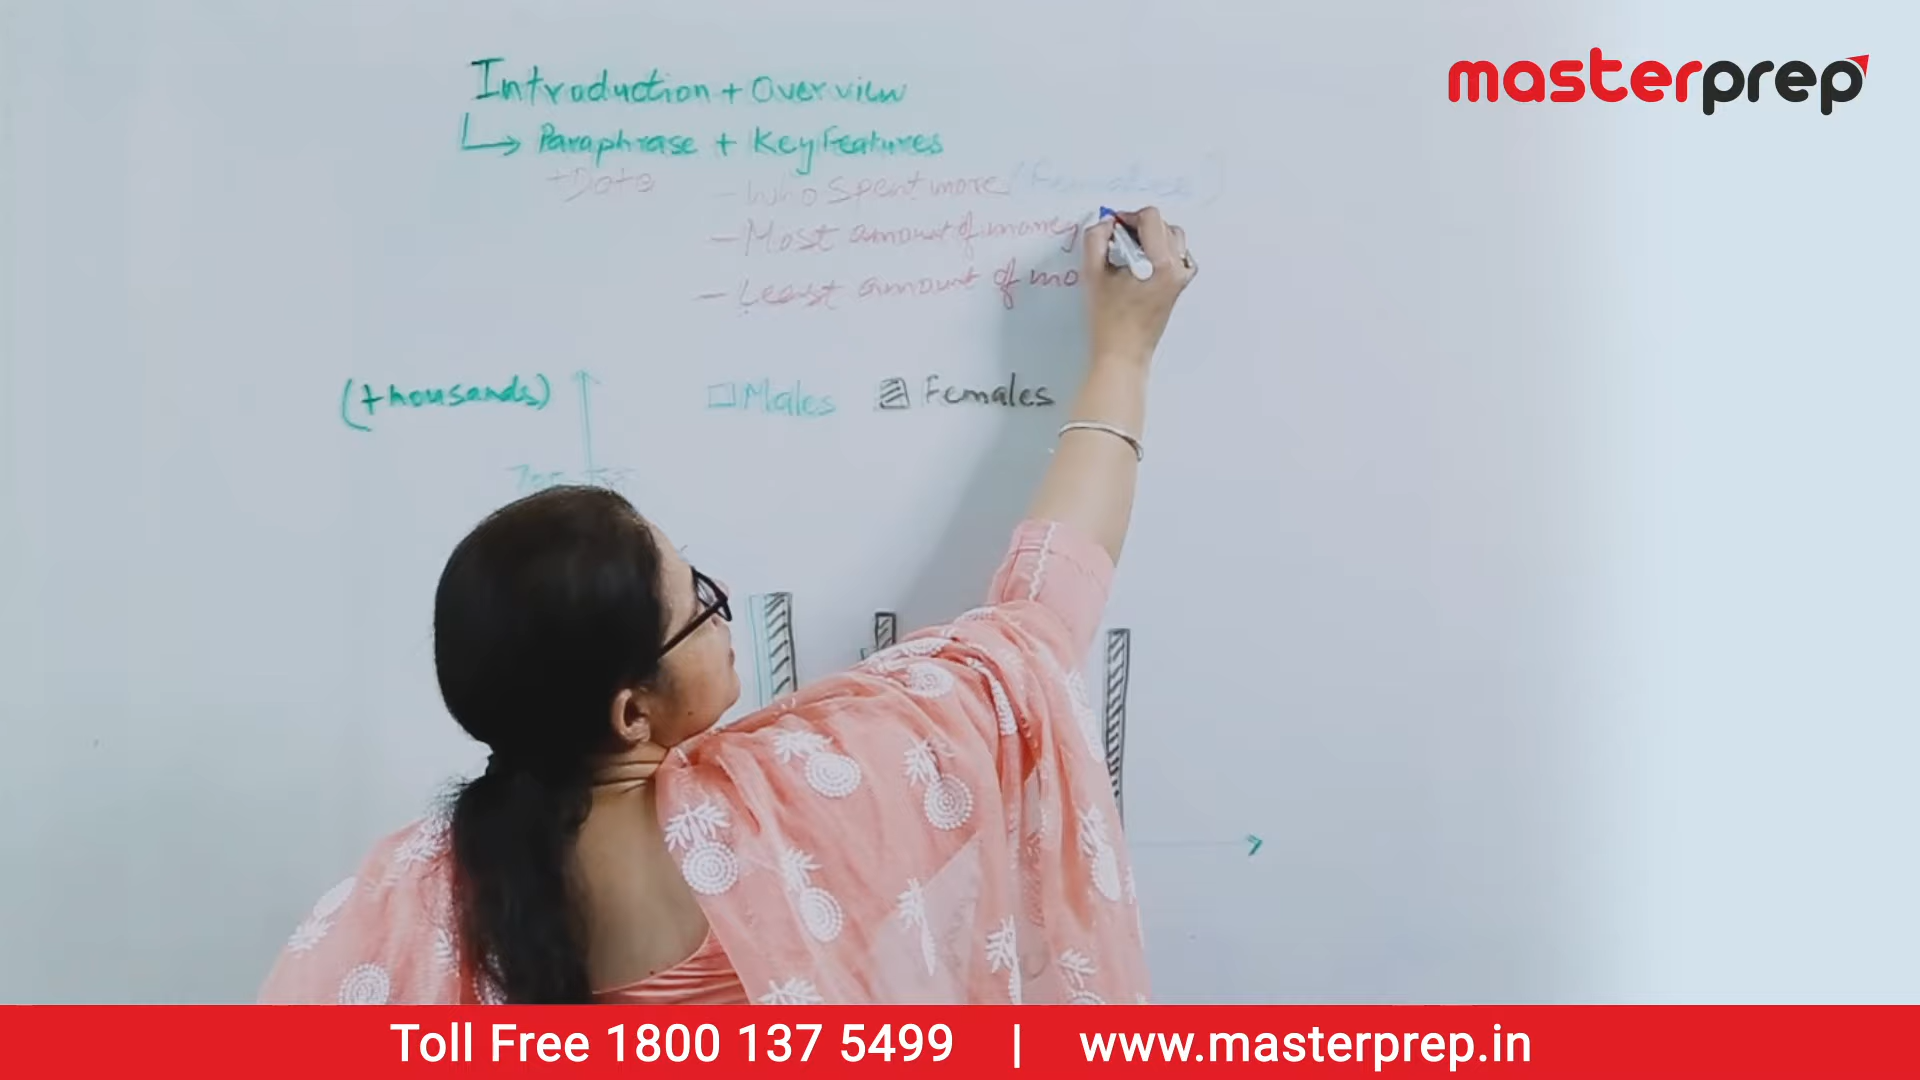 masterprep
Introduction + Overview
Paraphrase + Key Features
+Data
- Who spent more (Females)
- Most amount of money
- Least amount of mo
(thousands)
Males
Females
Toll Free 1800 137 5499 | www.masterprep.in